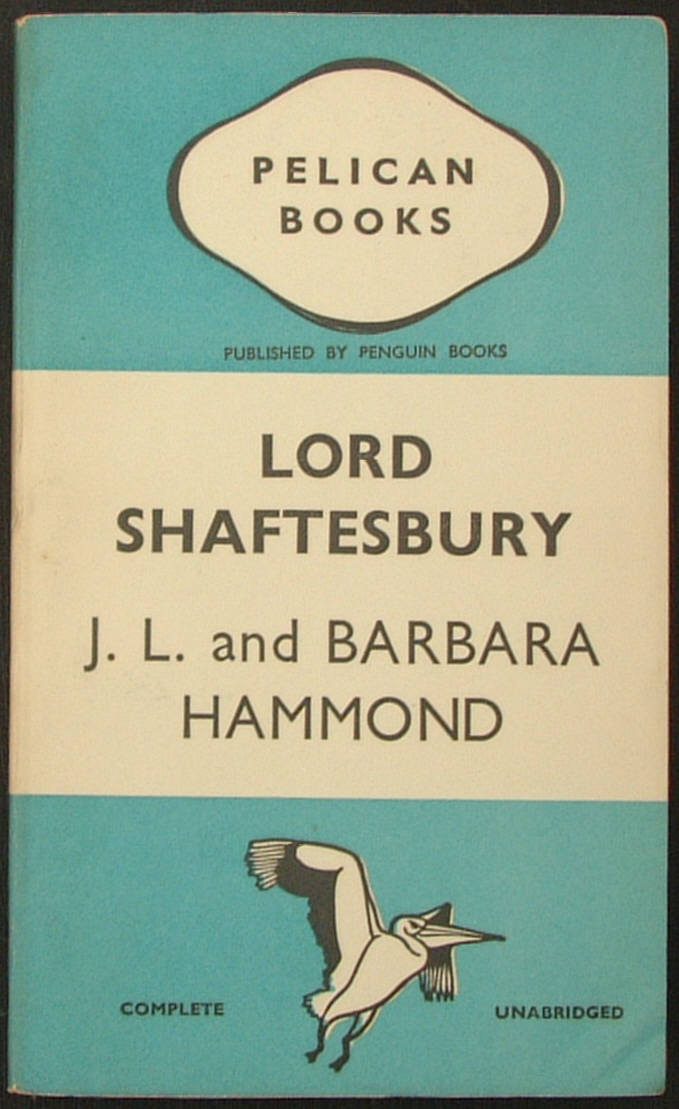 PELICAN
BOOKS
PUBLISHED BY PENGUIN BOOKS
LORD
SHAFTESBURY
J. L. and BARBARA
HAMMOND
COMPLETE UNABRIDGED